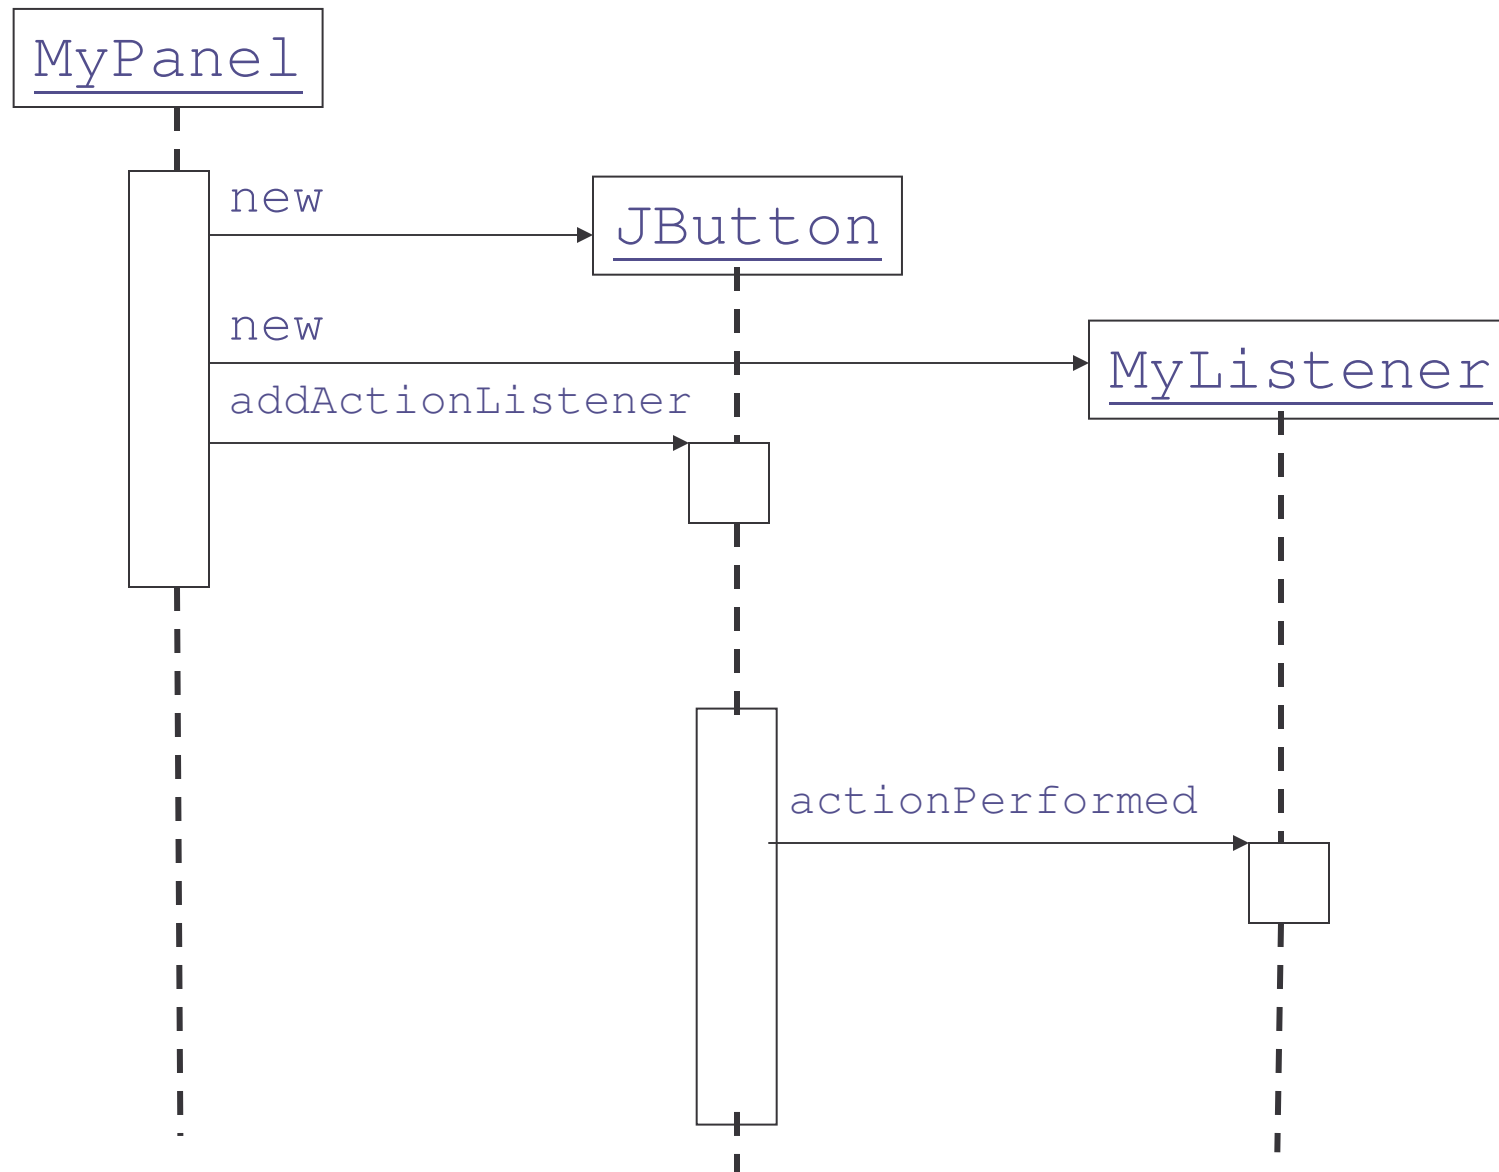 MyPanel
new
JButton
new
MyListener
addActionListener
actionPerformed